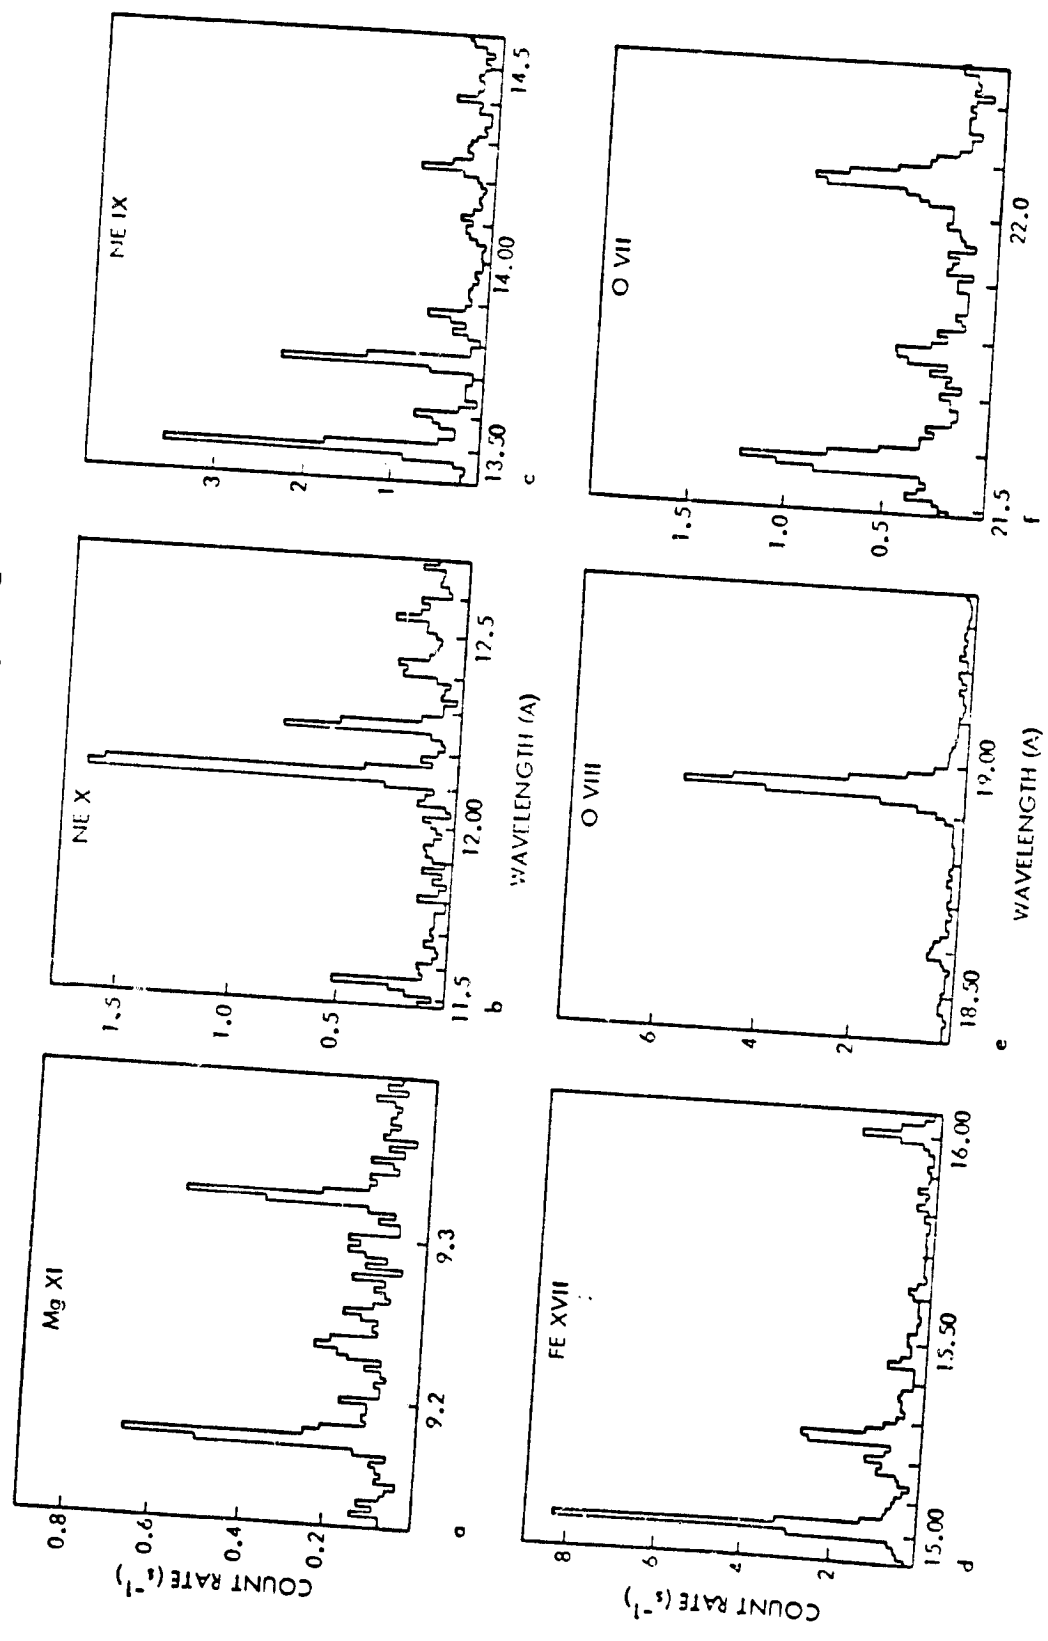 Mg XI
COUNT RATE (s⁻¹)
0.8
0.6
0.4
0.2
9.2
9.3
a
NE X
1.5
1.0
0.5
11.5
12.00
12.5
WAVELENGTH (A)
b
NE IX
3
2
1
13.50
14.00
14.5
c
FE XVII
COUNT RATE (s⁻¹)
8
6
4
2
15.00
15.50
16.00
d
O VIII
6
4
2
18.50
19.00
WAVELENGTH (A)
e
O VII
1.5
1.0
0.5
21.5
22.0
f